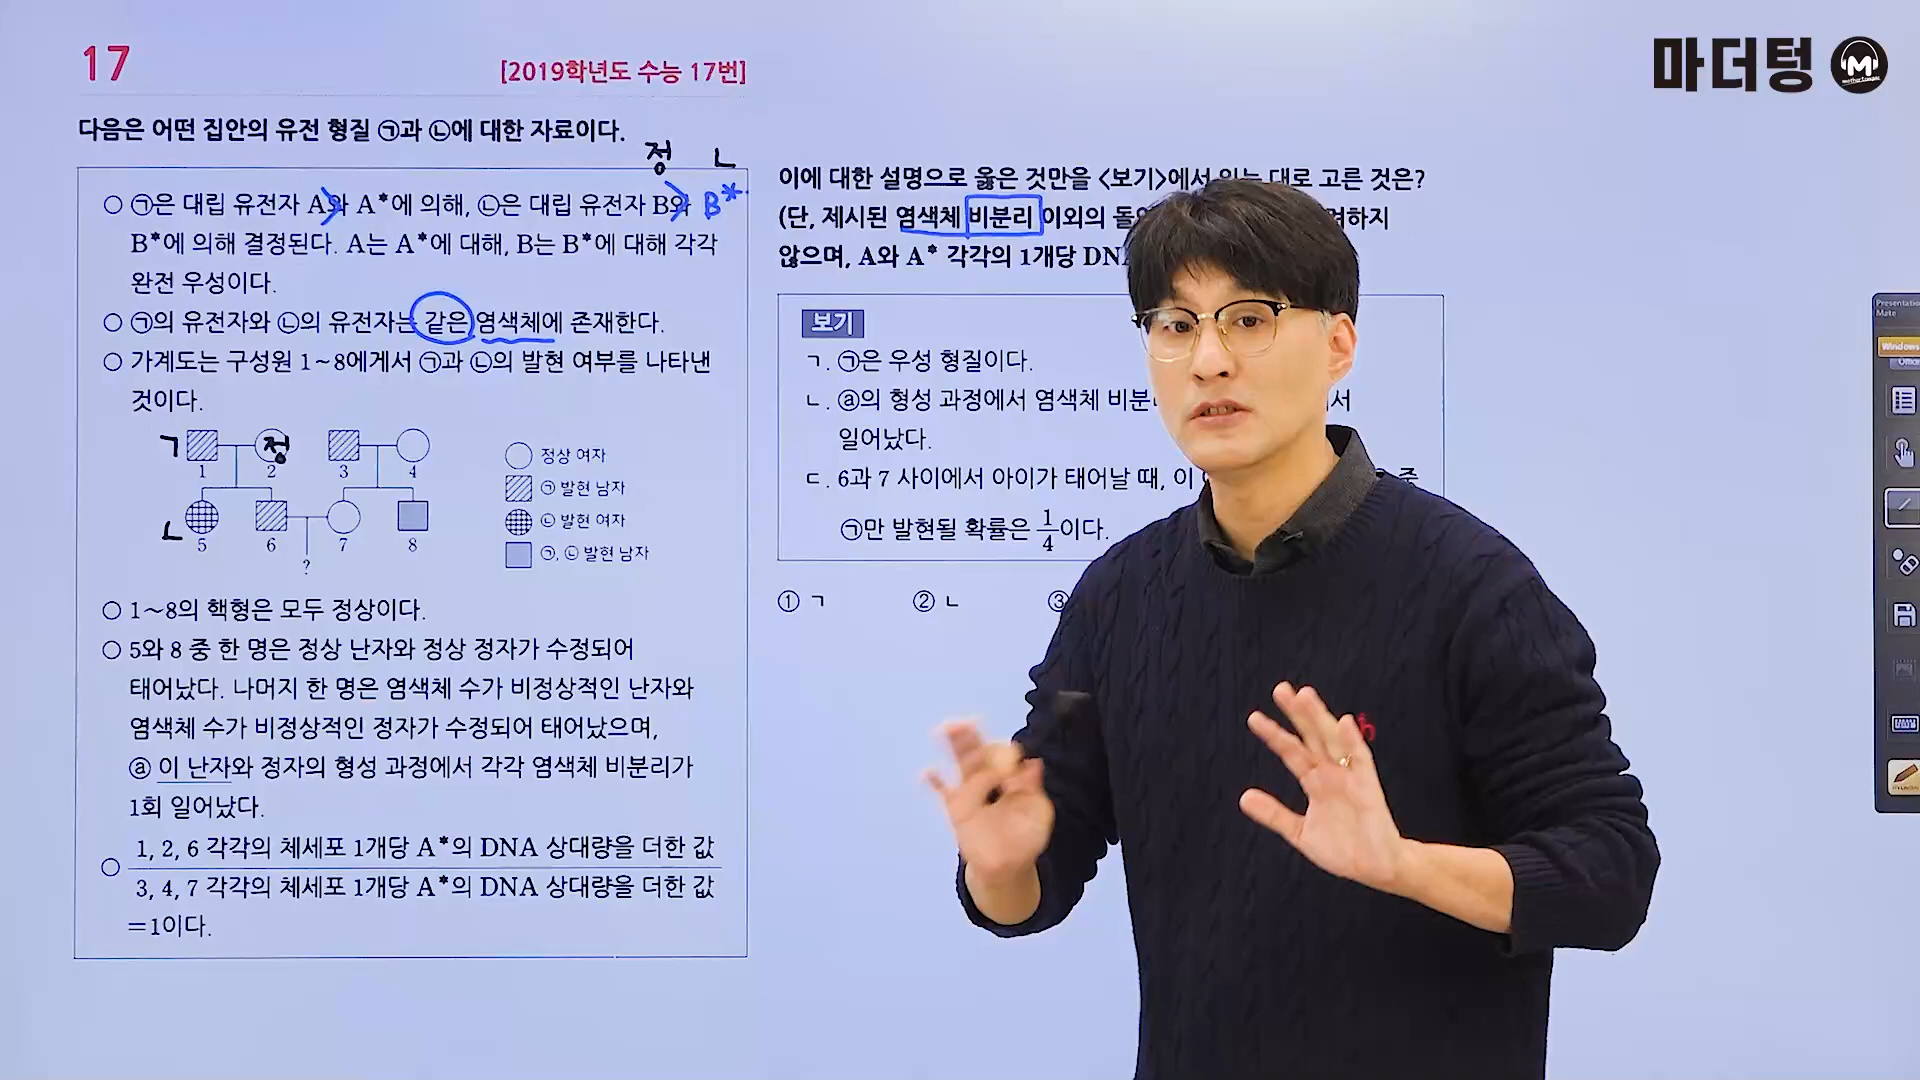 17
[2019학년도 수능 17번]
마더텅
다음은 어떤 집안의 유전 형질 ㉠과 ㉡에 대한 자료이다.
정 ㄴ
○ ㉠은 대립 유전자 A와 A*에 의해, ㉡은 대립 유전자 B와 B*
B*에 의해 결정된다. A는 A*에 대해, B는 B*에 대해 각각
완전 우성이다.
○ ㉠의 유전자와 ㉡의 유전자는 같은 염색체에 존재한다.
○ 가계도는 구성원 1~8에게서 ㉠과 ㉡의 발현 여부를 나타낸
것이다.
ㄱ 정
1 2 3 4
ㄴ
5 6 7 8
?
정상 여자
㉠ 발현 남자
㉡ 발현 여자
㉠, ㉡ 발현 남자
○ 1~8의 핵형은 모두 정상이다.
○ 5와 8 중 한 명은 정상 난자와 정상 정자가 수정되어
태어났다. 나머지 한 명은 염색체 수가 비정상적인 난자와
염색체 수가 비정상적인 정자가 수정되어 태어났으며,
ⓐ 이 난자와 정자의 형성 과정에서 각각 염색체 비분리가
1회 일어났다.
○ 1, 2, 6 각각의 체세포 1개당 A*의 DNA 상대량을 더한 값
3, 4, 7 각각의 체세포 1개당 A*의 DNA 상대량을 더한 값
=1이다.
이에 대한 설명으로 옳은 것만을 <보기>에서 있는 대로 고른 것은?
(단, 제시된 염색체 비분리 이외의 하지
않으며, A와 A* 각각의 1개당 DNA
보기
ㄱ. ㉠은 우성 형질이다.
ㄴ. ⓐ의 형성 과정에서 염색체 서
일어났다.
ㄷ. 6과 7 사이에서 아이가 태어날 때, 이 중
㉠만 발현될 확률은 1/4이다.
① ㄱ ② ㄴ ③
Presentation
Mate
Windows